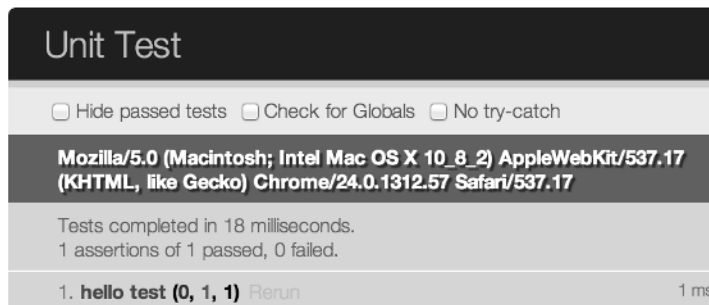 Unit Test
Hide passed tests Check for Globals No try-catch
Mozilla/5.0 (Macintosh; Intel Mac OS X 10_8_2) AppleWebKit/537.17
(KHTML, like Gecko) Chrome/24.0.1312.57 Safari/537.17
Tests completed in 18 milliseconds.
1 assertions of 1 passed, 0 failed.
1. hello test (0, 1, 1) Rerun 1 ms